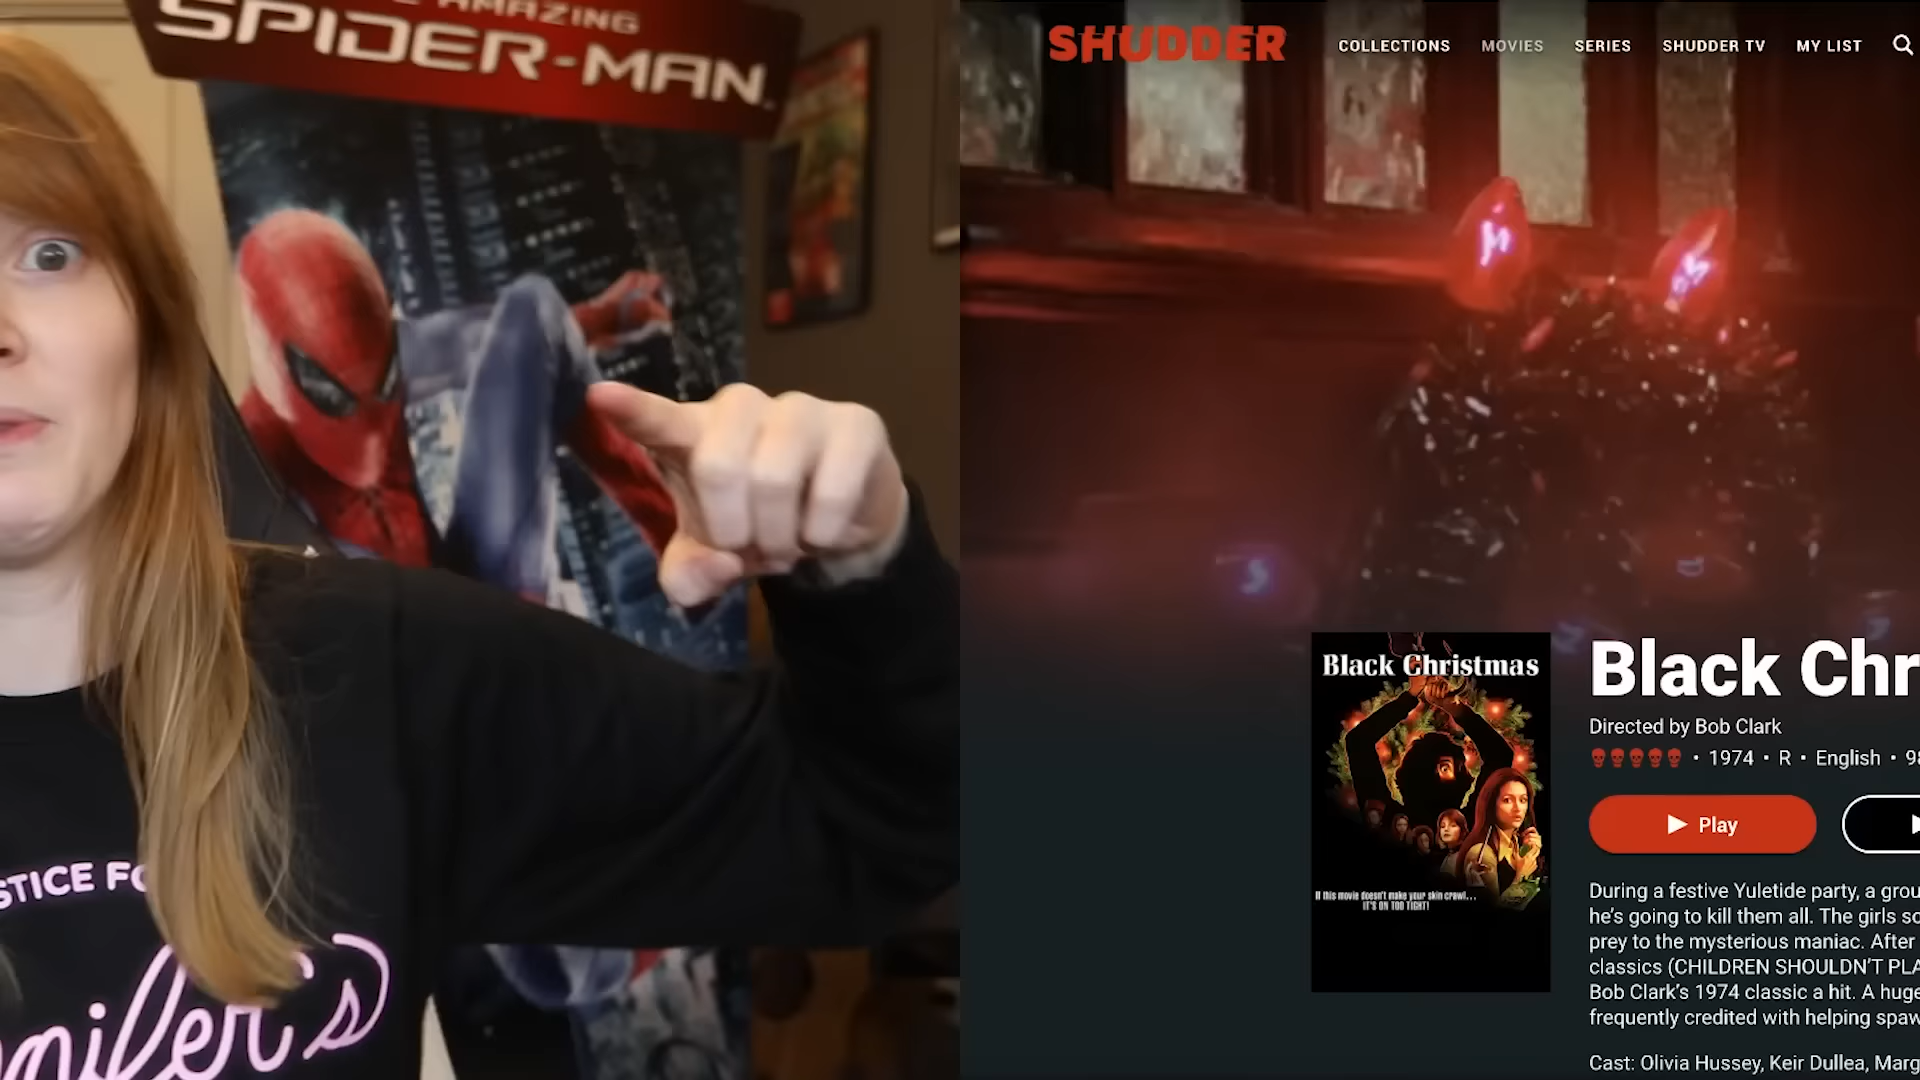 THE AMAZING
SPIDER-MAN
STICE FO
nnifer's
SHUDDER
COLLECTIONS
MOVIES
SERIES
SHUDDER TV
MY LIST
Black Christmas
If this movie doesn't make your skin crawl...
IT'S ON TOO TIGHT!
Black Chr
Directed by Bob Clark
• 1974 • R • English • 98
Play
During a festive Yuletide party, a grou
he's going to kill them all. The girls so
prey to the mysterious maniac. After
classics (CHILDREN SHOULDN'T PLA
Bob Clark's 1974 classic a hit. A huge
frequently credited with helping spaw
Cast: Olivia Hussey, Keir Dullea, Marg